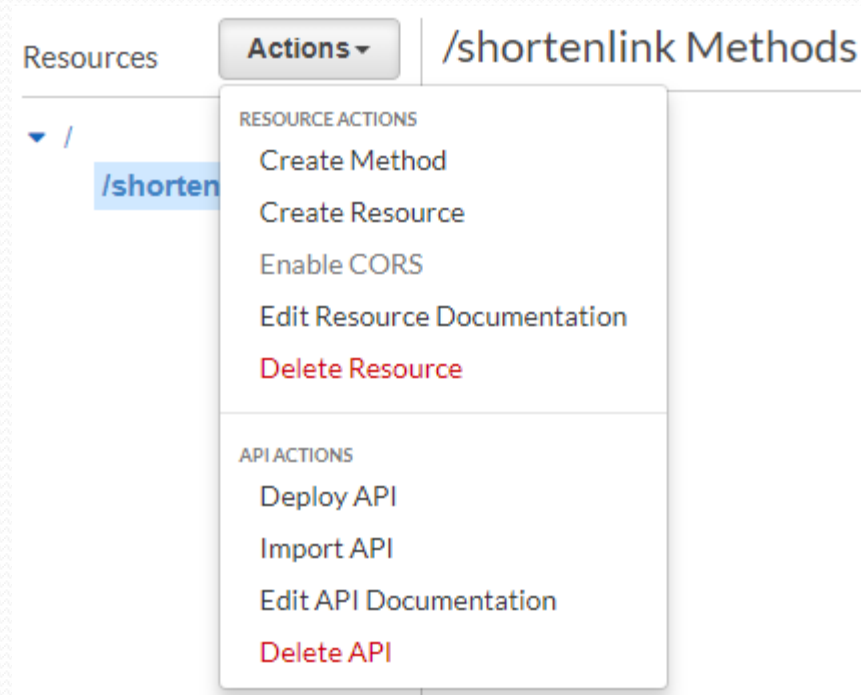 Resources
Actions
/shortenlink Methods
/
/shorten
RESOURCE ACTIONS
Create Method
Create Resource
Enable CORS
Edit Resource Documentation
Delete Resource
API ACTIONS
Deploy API
Import API
Edit API Documentation
Delete API